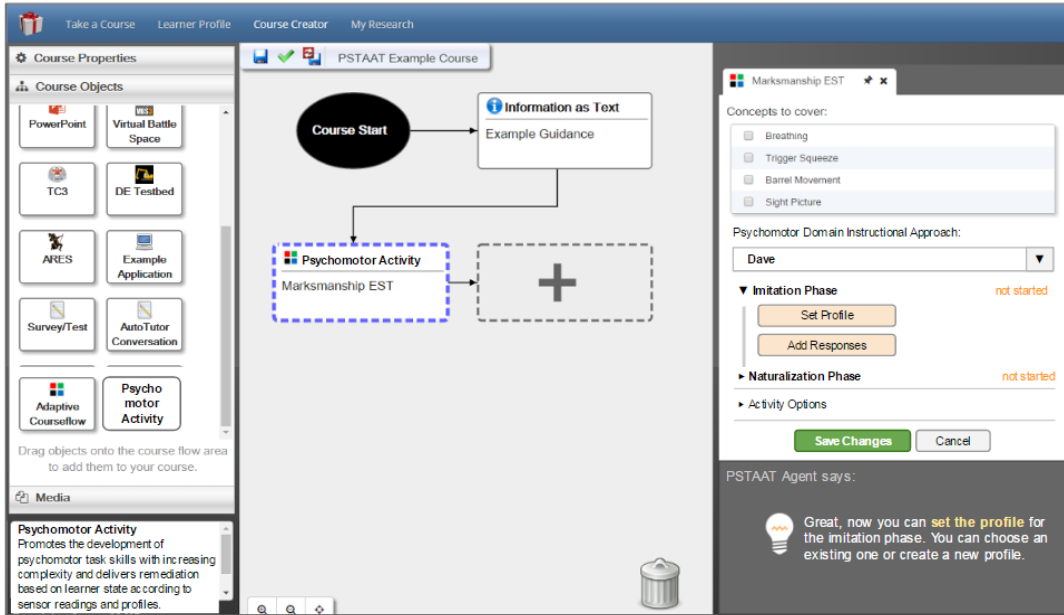 Take a Course Learner Profile Course Creator My Research
Course Properties
Course Objects
PowerPoint
Virtual Battle
Space
TC3
DE Testbed
ARES
Example
Application
Survey/Test
AutoTutor
Conversation
Adaptive
Courseflow
Psycho
motor
Activity
Drag objects onto the course flow area
to add them to your course.
Media
Psychomotor Activity
Promotes the development of
psychomotor task skills with increasing
complexity and delivers remediation
based on learner state according to
sensor readings and profiles.
PSTAAT Example Course
Course Start
Information as Text
Example Guidance
Psychomotor Activity
Marksmanship EST
Marksmanship EST
Concepts to cover:
Breathing
Trigger Squeeze
Barrel Movement
Sight Picture
Psychomotor Domain Instructional Approach:
Dave
Imitation Phase not started
Set Profile
Add Responses
Naturalization Phase not started
Activity Options
Save Changes Cancel
PSTAAT Agent says:
Great, now you can set the profile for
the imitation phase. You can choose an
existing one or create a new profile.